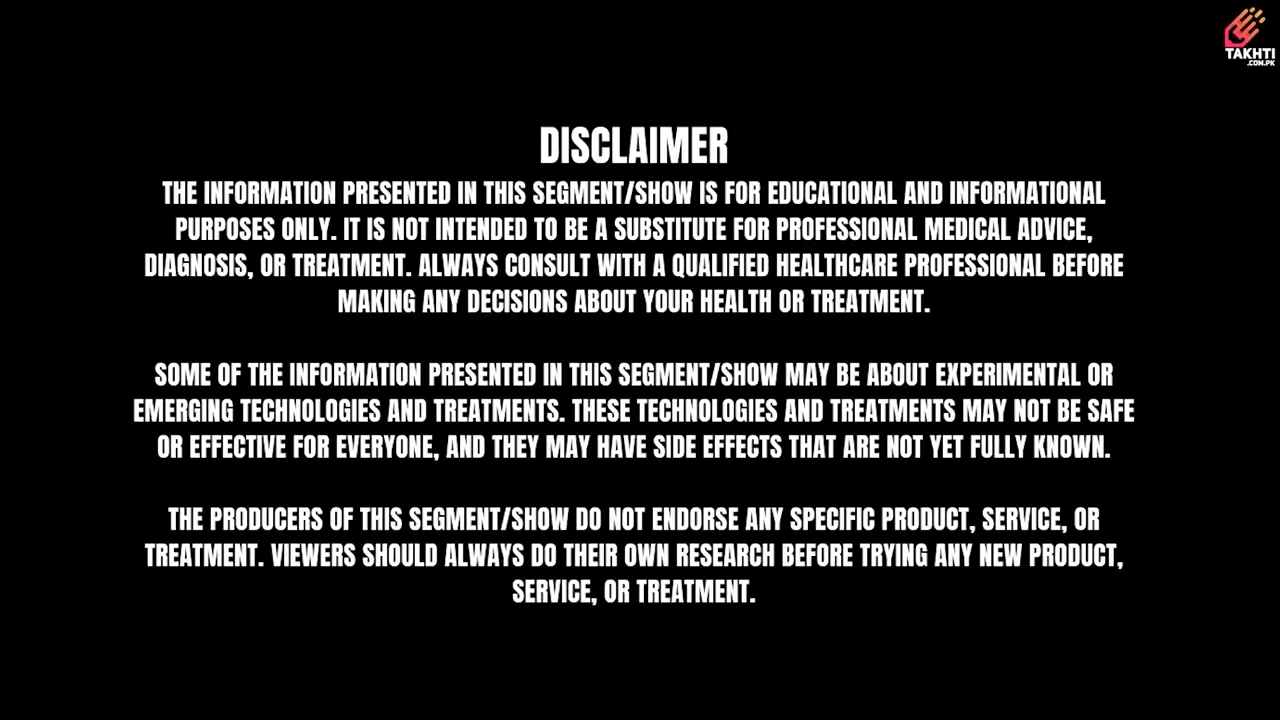 TAKHTI
.COM.PK
DISCLAIMER
THE INFORMATION PRESENTED IN THIS SEGMENT/SHOW IS FOR EDUCATIONAL AND INFORMATIONAL
PURPOSES ONLY. IT IS NOT INTENDED TO BE A SUBSTITUTE FOR PROFESSIONAL MEDICAL ADVICE,
DIAGNOSIS, OR TREATMENT. ALWAYS CONSULT WITH A QUALIFIED HEALTHCARE PROFESSIONAL BEFORE
MAKING ANY DECISIONS ABOUT YOUR HEALTH OR TREATMENT.
SOME OF THE INFORMATION PRESENTED IN THIS SEGMENT/SHOW MAY BE ABOUT EXPERIMENTAL OR
EMERGING TECHNOLOGIES AND TREATMENTS. THESE TECHNOLOGIES AND TREATMENTS MAY NOT BE SAFE
OR EFFECTIVE FOR EVERYONE, AND THEY MAY HAVE SIDE EFFECTS THAT ARE NOT YET FULLY KNOWN.
THE PRODUCERS OF THIS SEGMENT/SHOW DO NOT ENDORSE ANY SPECIFIC PRODUCT, SERVICE, OR
TREATMENT. VIEWERS SHOULD ALWAYS DO THEIR OWN RESEARCH BEFORE TRYING ANY NEW PRODUCT,
SERVICE, OR TREATMENT.